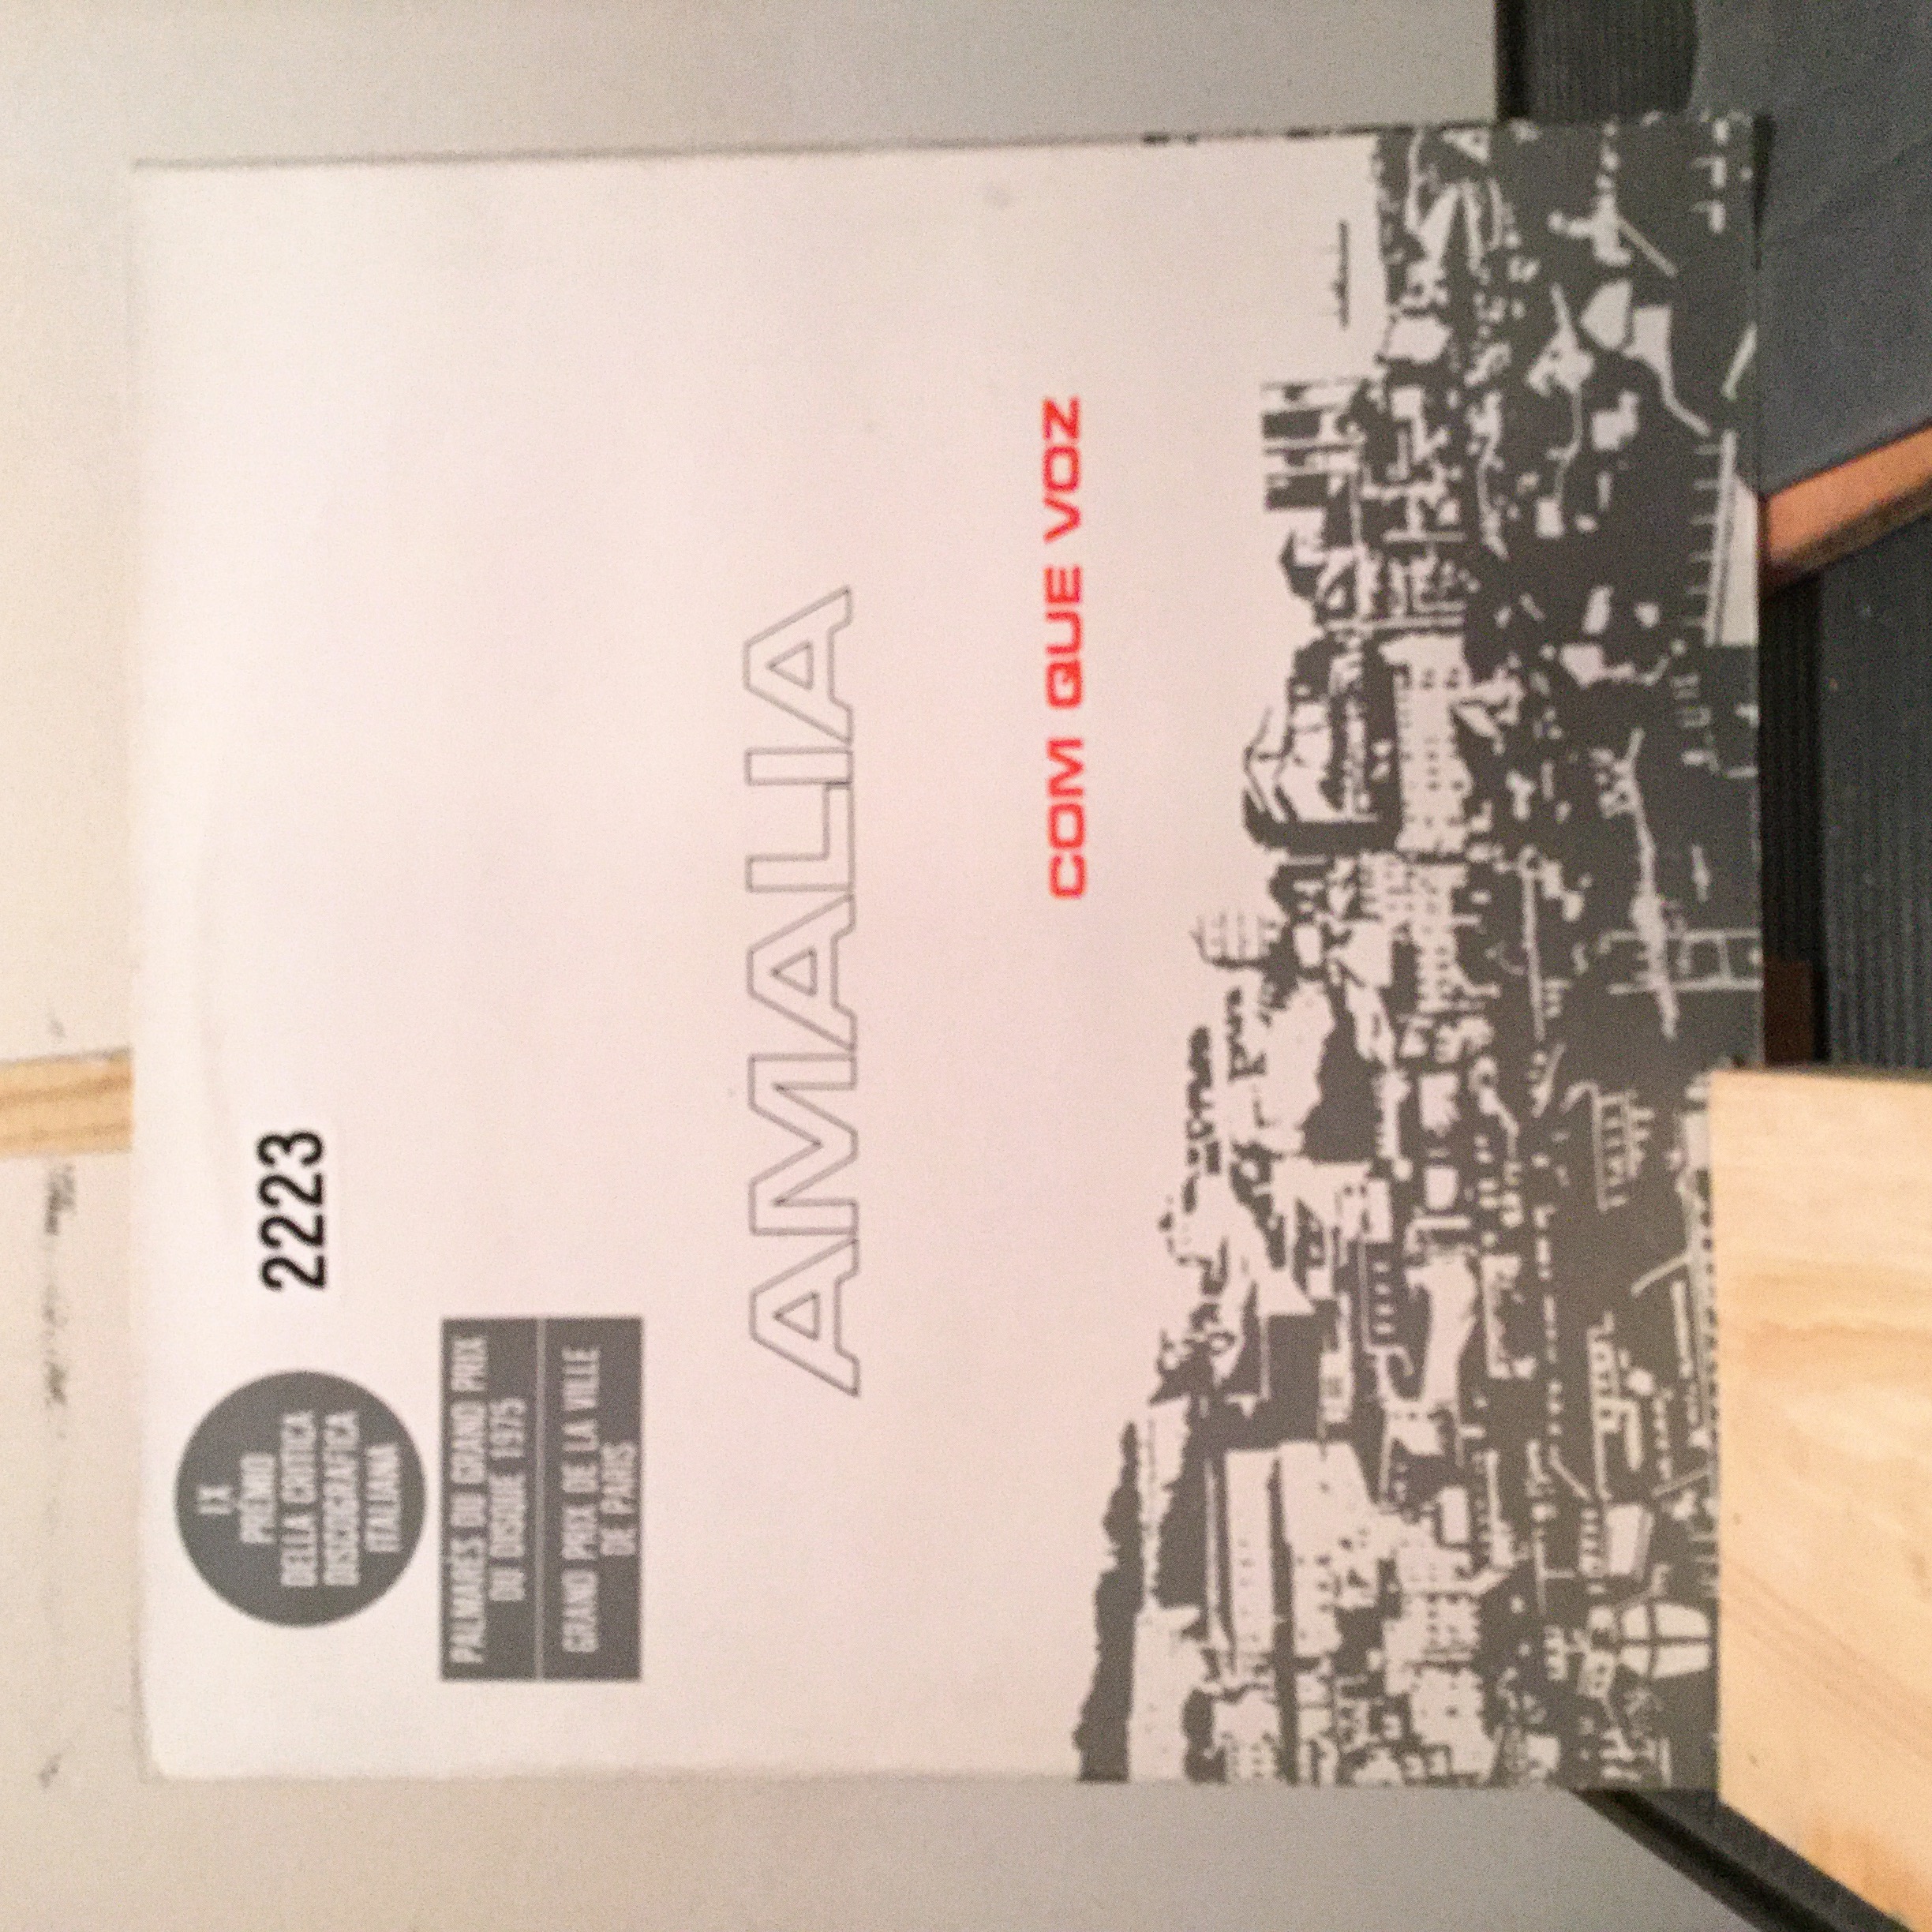 IX
PRÉMIO
DELLA CRITICA
DISCOGRAFICA
ITALIANA
2223
PALMARÉS DU GRAND PRIX
DU DISQUE 1975
GRAND PRIX DE LA VILLE
DE PARIS
AMALIA
COM QUE VOZ